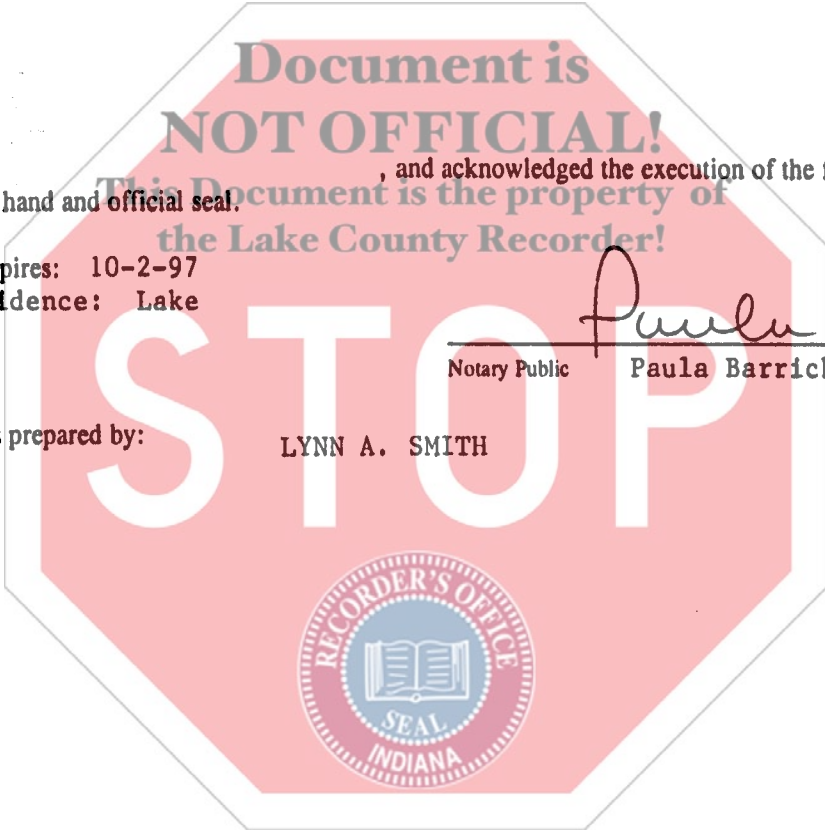 Document is
NOT OFFICIAL!
, and acknowledged the execution of the
This Document is the property of
hand and official seal.
the Lake County Recorder!
pires: 10-2-97
idence: Lake
Paula
Notary Public Paula Barrich
prepared by:
LYNN A. SMITH
STOP
RECORDER'S OFFICE
SEAL
INDIANA